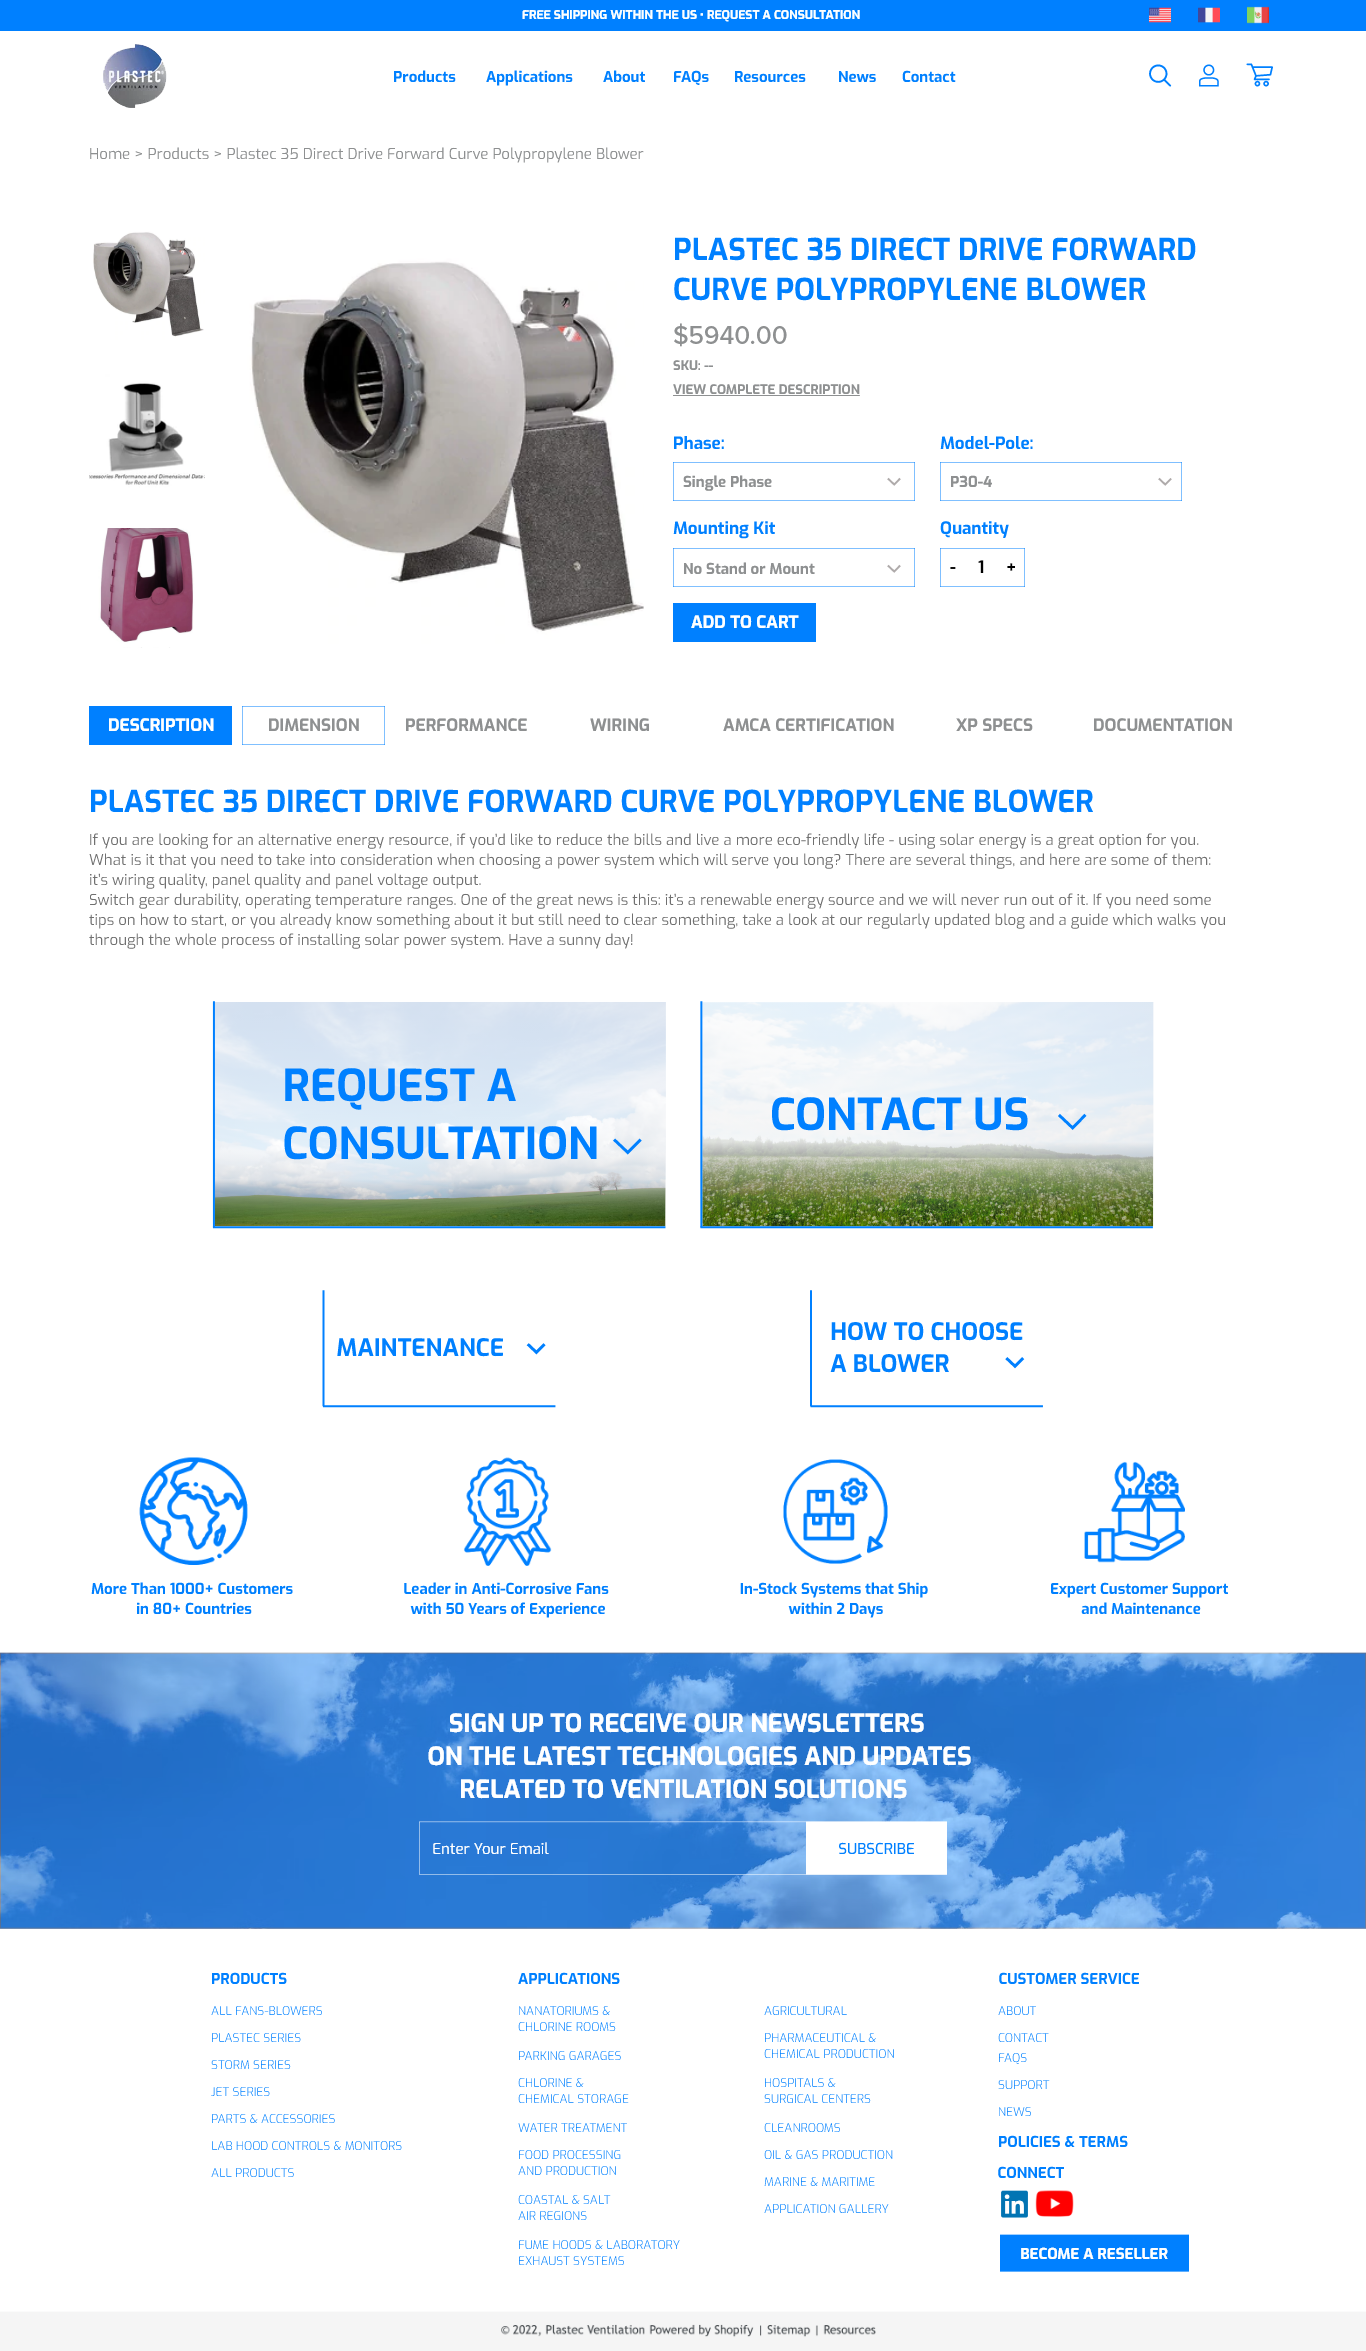 FREE SHIPPING WITHIN THE US • REQUEST A CONSULTATION
PLASTEC
VENTILATION
Products Applications About FAQs Resources News Contact
Home > Products > Plastec 35 Direct Drive Forward Curve Polypropylene Blower
PLASTEC 35 DIRECT DRIVE FORWARD
CURVE POLYPROPYLENE BLOWER
$5940.00
SKU: --
VIEW COMPLETE DESCRIPTION
Phase: Model-Pole:
Single Phase P30-4
Mounting Kit Quantity
No Stand or Mount - 1 +
ADD TO CART
cessories Performance and Dimensional Data
for Roof Unit Kits
DESCRIPTION DIMENSION PERFORMANCE WIRING AMCA CERTIFICATION XP SPECS DOCUMENTATION
PLASTEC 35 DIRECT DRIVE FORWARD CURVE POLYPROPYLENE BLOWER
If you are looking for an alternative energy resource, if you'd like to reduce the bills and live a more eco-friendly life - using solar energy is a great option for you.
What is it that you need to take into consideration when choosing a power system which will serve you long? There are several things, and here are some of them:
it's wiring quality, panel quality and panel voltage output.
Switch gear durability, operating temperature ranges. One of the great news is this: it's a renewable energy source and we will never run out of it. If you need some
tips on how to start, or you already know something about it but still need to clear something, take a look at our regularly updated blog and a guide which walks you
through the whole process of installing solar power system. Have a sunny day!
REQUEST A
CONSULTATION
CONTACT US
MAINTENANCE
HOW TO CHOOSE
A BLOWER
1
More Than 1000+ Customers
in 80+ Countries
Leader in Anti-Corrosive Fans
with 50 Years of Experience
In-Stock Systems that Ship
within 2 Days
Expert Customer Support
and Maintenance
SIGN UP TO RECEIVE OUR NEWSLETTERS
ON THE LATEST TECHNOLOGIES AND UPDATES
RELATED TO VENTILATION SOLUTIONS
Enter Your Email SUBSCRIBE
PRODUCTS
ALL FANS-BLOWERS
PLASTEC SERIES
STORM SERIES
JET SERIES
PARTS & ACCESSORIES
LAB HOOD CONTROLS & MONITORS
ALL PRODUCTS
APPLICATIONS
NANATORIUMS &
CHLORINE ROOMS
PARKING GARAGES
CHLORINE &
CHEMICAL STORAGE
WATER TREATMENT
FOOD PROCESSING
AND PRODUCTION
COASTAL & SALT
AIR REGIONS
FUME HOODS & LABORATORY
EXHAUST SYSTEMS
AGRICULTURAL
PHARMACEUTICAL &
CHEMICAL PRODUCTION
HOSPITALS &
SURGICAL CENTERS
CLEANROOMS
OIL & GAS PRODUCTION
MARINE & MARITIME
APPLICATION GALLERY
CUSTOMER SERVICE
ABOUT
CONTACT
FAQS
SUPPORT
NEWS
POLICIES & TERMS
CONNECT
in
BECOME A RESELLER
© 2022, Plastec Ventilation Powered by Shopify | Sitemap | Resources